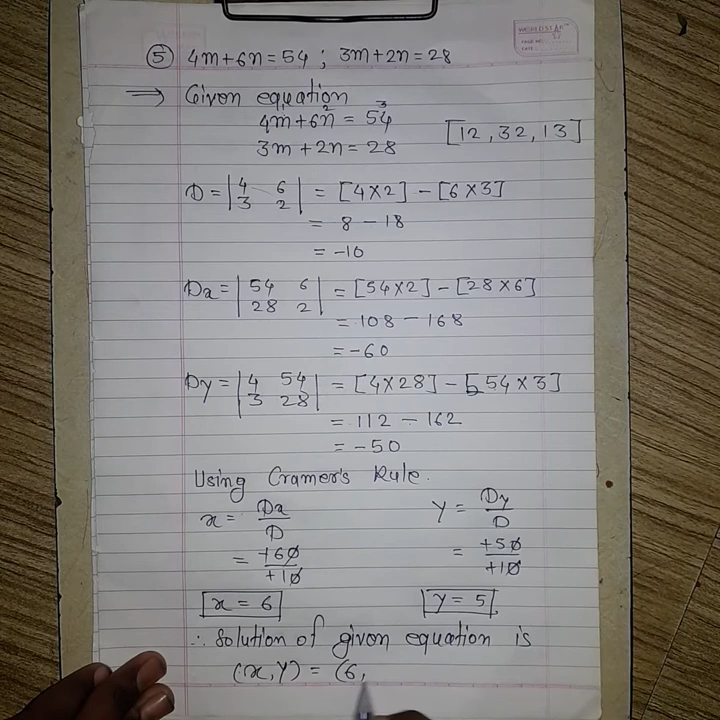 ⑤ 4m+6n=54 ; 3m+2n=28
→ Given equation
4m+6n = 54
3m+2n=28
[12,32,13]
D = |4 6| = [4×2] − [6×3]
|3 2|
= 8 − 18
= −10
Dx = |54 6| = [54×2] − [28×6]
|28 2|
= 108 − 168
= −60
Dy = |4 54| = [4×28] − [54×3]
|3 28|
= 112 − 162
= −50
Using Cramer's Rule.
x = Dx/D
y = Dy/D
= +60/+10
= +50/+10
x = 6
y = 5
∴ Solution of given equation is
(x,y) = (6,